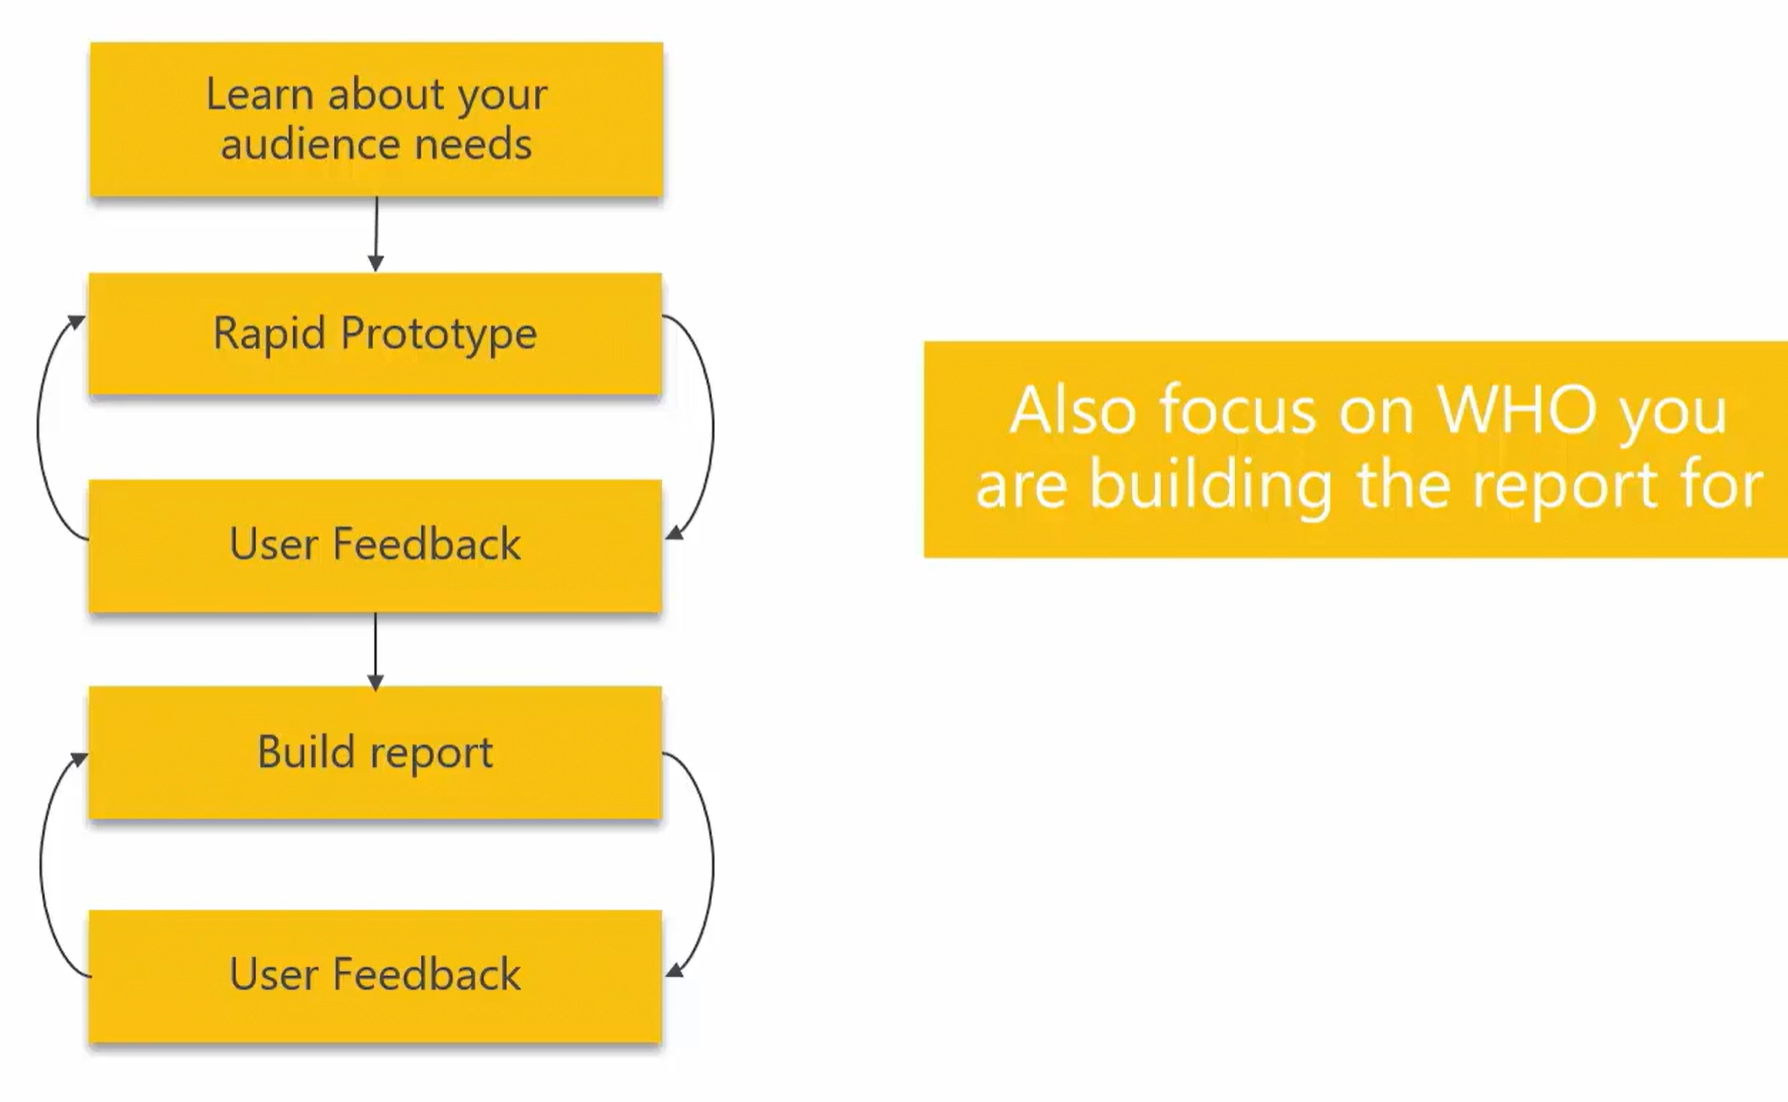 Learn about your
audience needs
Rapid Prototype
User Feedback
Build report
User Feedback
Also focus on WHO you
are building the report for